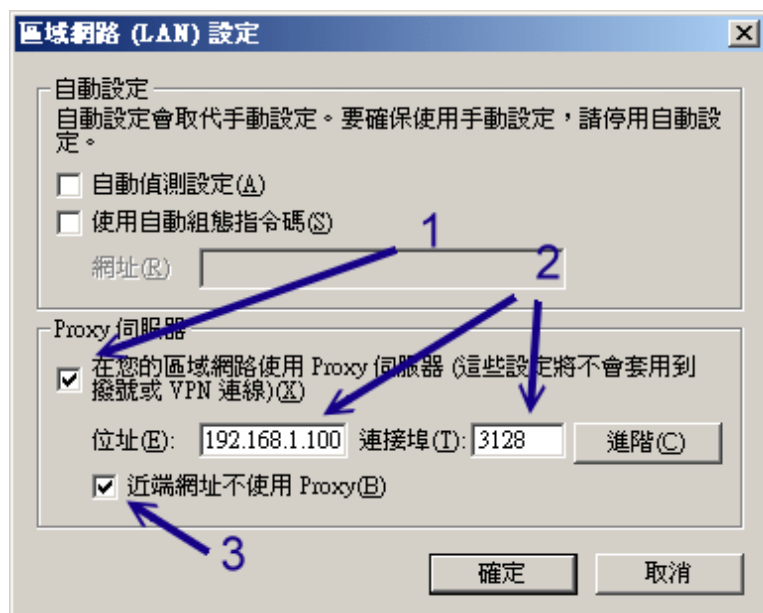 區域網路 (LAN) 設定
自動設定
自動設定會取代手動設定。要確保使用手動設定，請停用自動設
定。
自動偵測設定(A)
使用自動組態指令碼(S)
1
網址(R)
2
Proxy 伺服器
在您的區域網路使用 Proxy 伺服器 (這些設定將不會套用到
撥號或 VPN 連線)(X)
位址(E): 192.168.1.100 連接埠(T): 3128 進階(C)
近端網址不使用 Proxy(B)
3
確定 取消